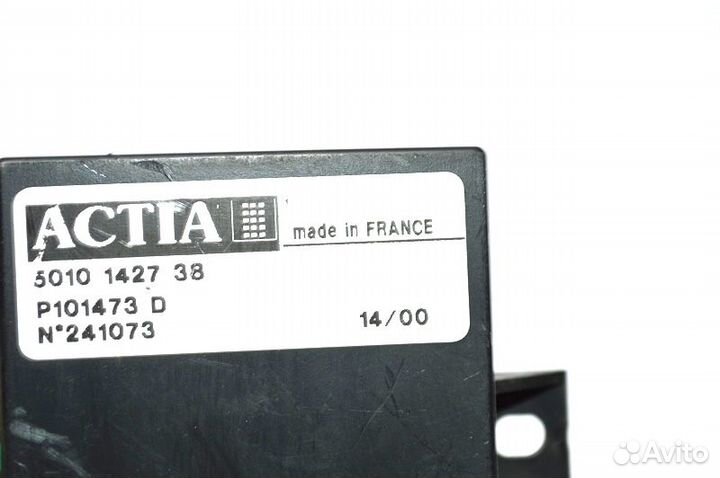 ACTIA
made in FRANCE
5010 1427 38
P101473 D
N°241073
14/00
Avito